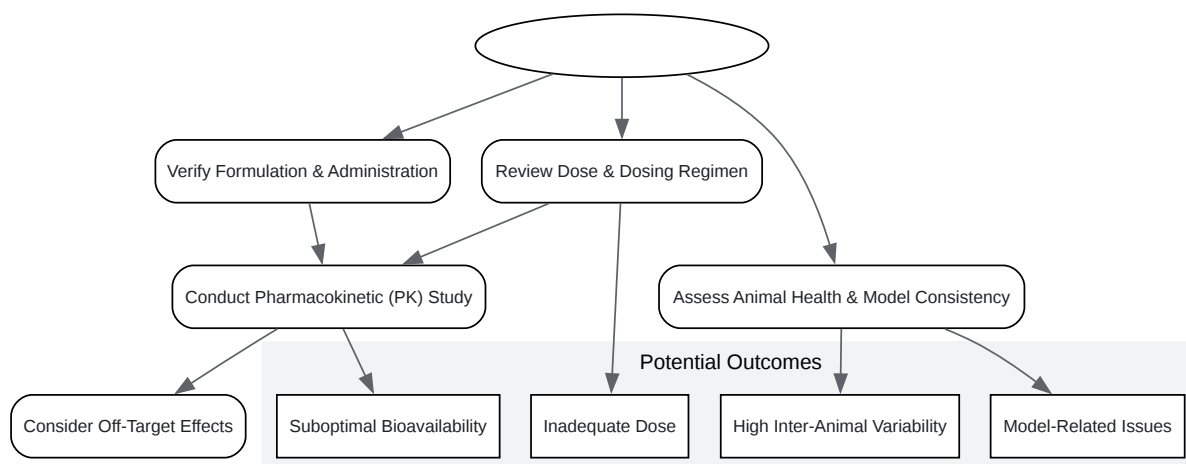 Verify Formulation & Administration
Review Dose & Dosing Regimen
Conduct Pharmacokinetic (PK) Study
Assess Animal Health & Model Consistency
Potential Outcomes
Consider Off-Target Effects
Suboptimal Bioavailability
Inadequate Dose
High Inter-Animal Variability
Model-Related Issues